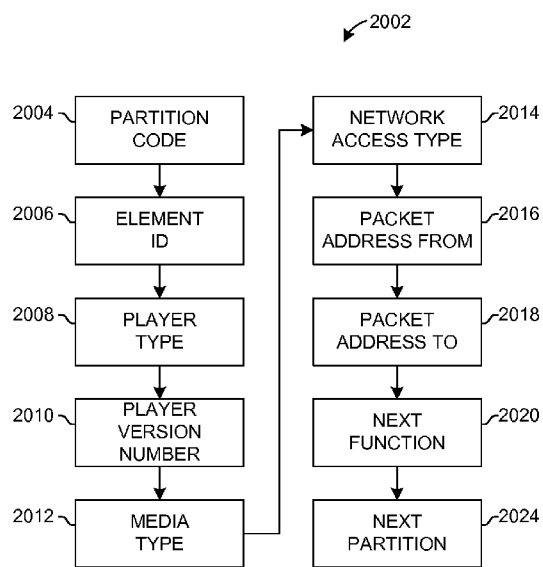 2002
2004
PARTITION
CODE
2006
ELEMENT
ID
2008
PLAYER
TYPE
2010
PLAYER
VERSION
NUMBER
2012
MEDIA
TYPE
NETWORK
ACCESS TYPE
2014
PACKET
ADDRESS FROM
2016
PACKET
ADDRESS TO
2018
NEXT
FUNCTION
2020
NEXT
PARTITION
2024